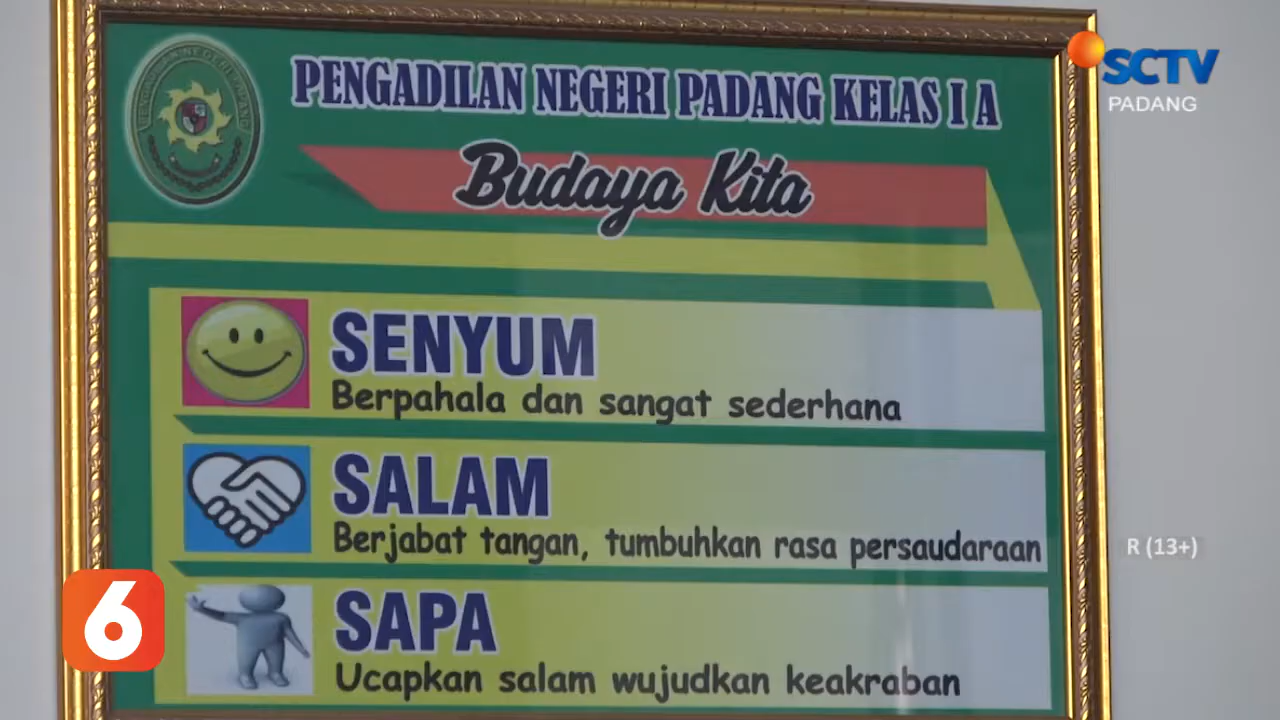 PENGADILAN NEGERI PADANG KELAS I A
Budaya Kita
SENYUM
Berpahala dan sangat sederhana
SALAM
Berjabat tangan, tumbuhkan rasa persaudaraan
SAPA
Ucapkan salam wujudkan keakraban
SCTV
PADANG
R (13+)
6